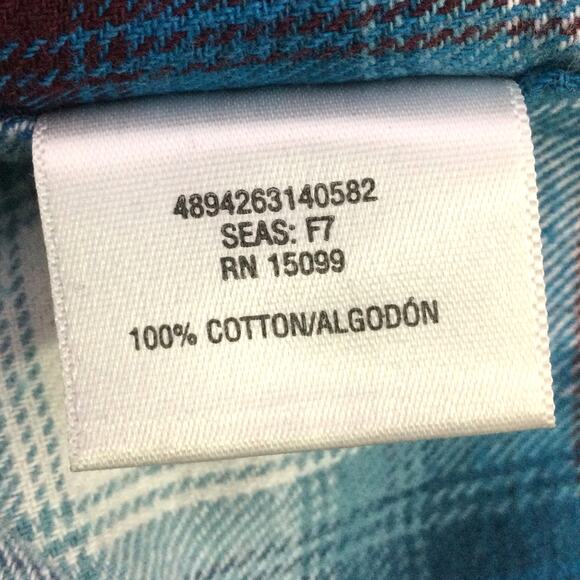 4894263140582
SEAS: F7
RN 15099
100% COTTON/ALGODÓN